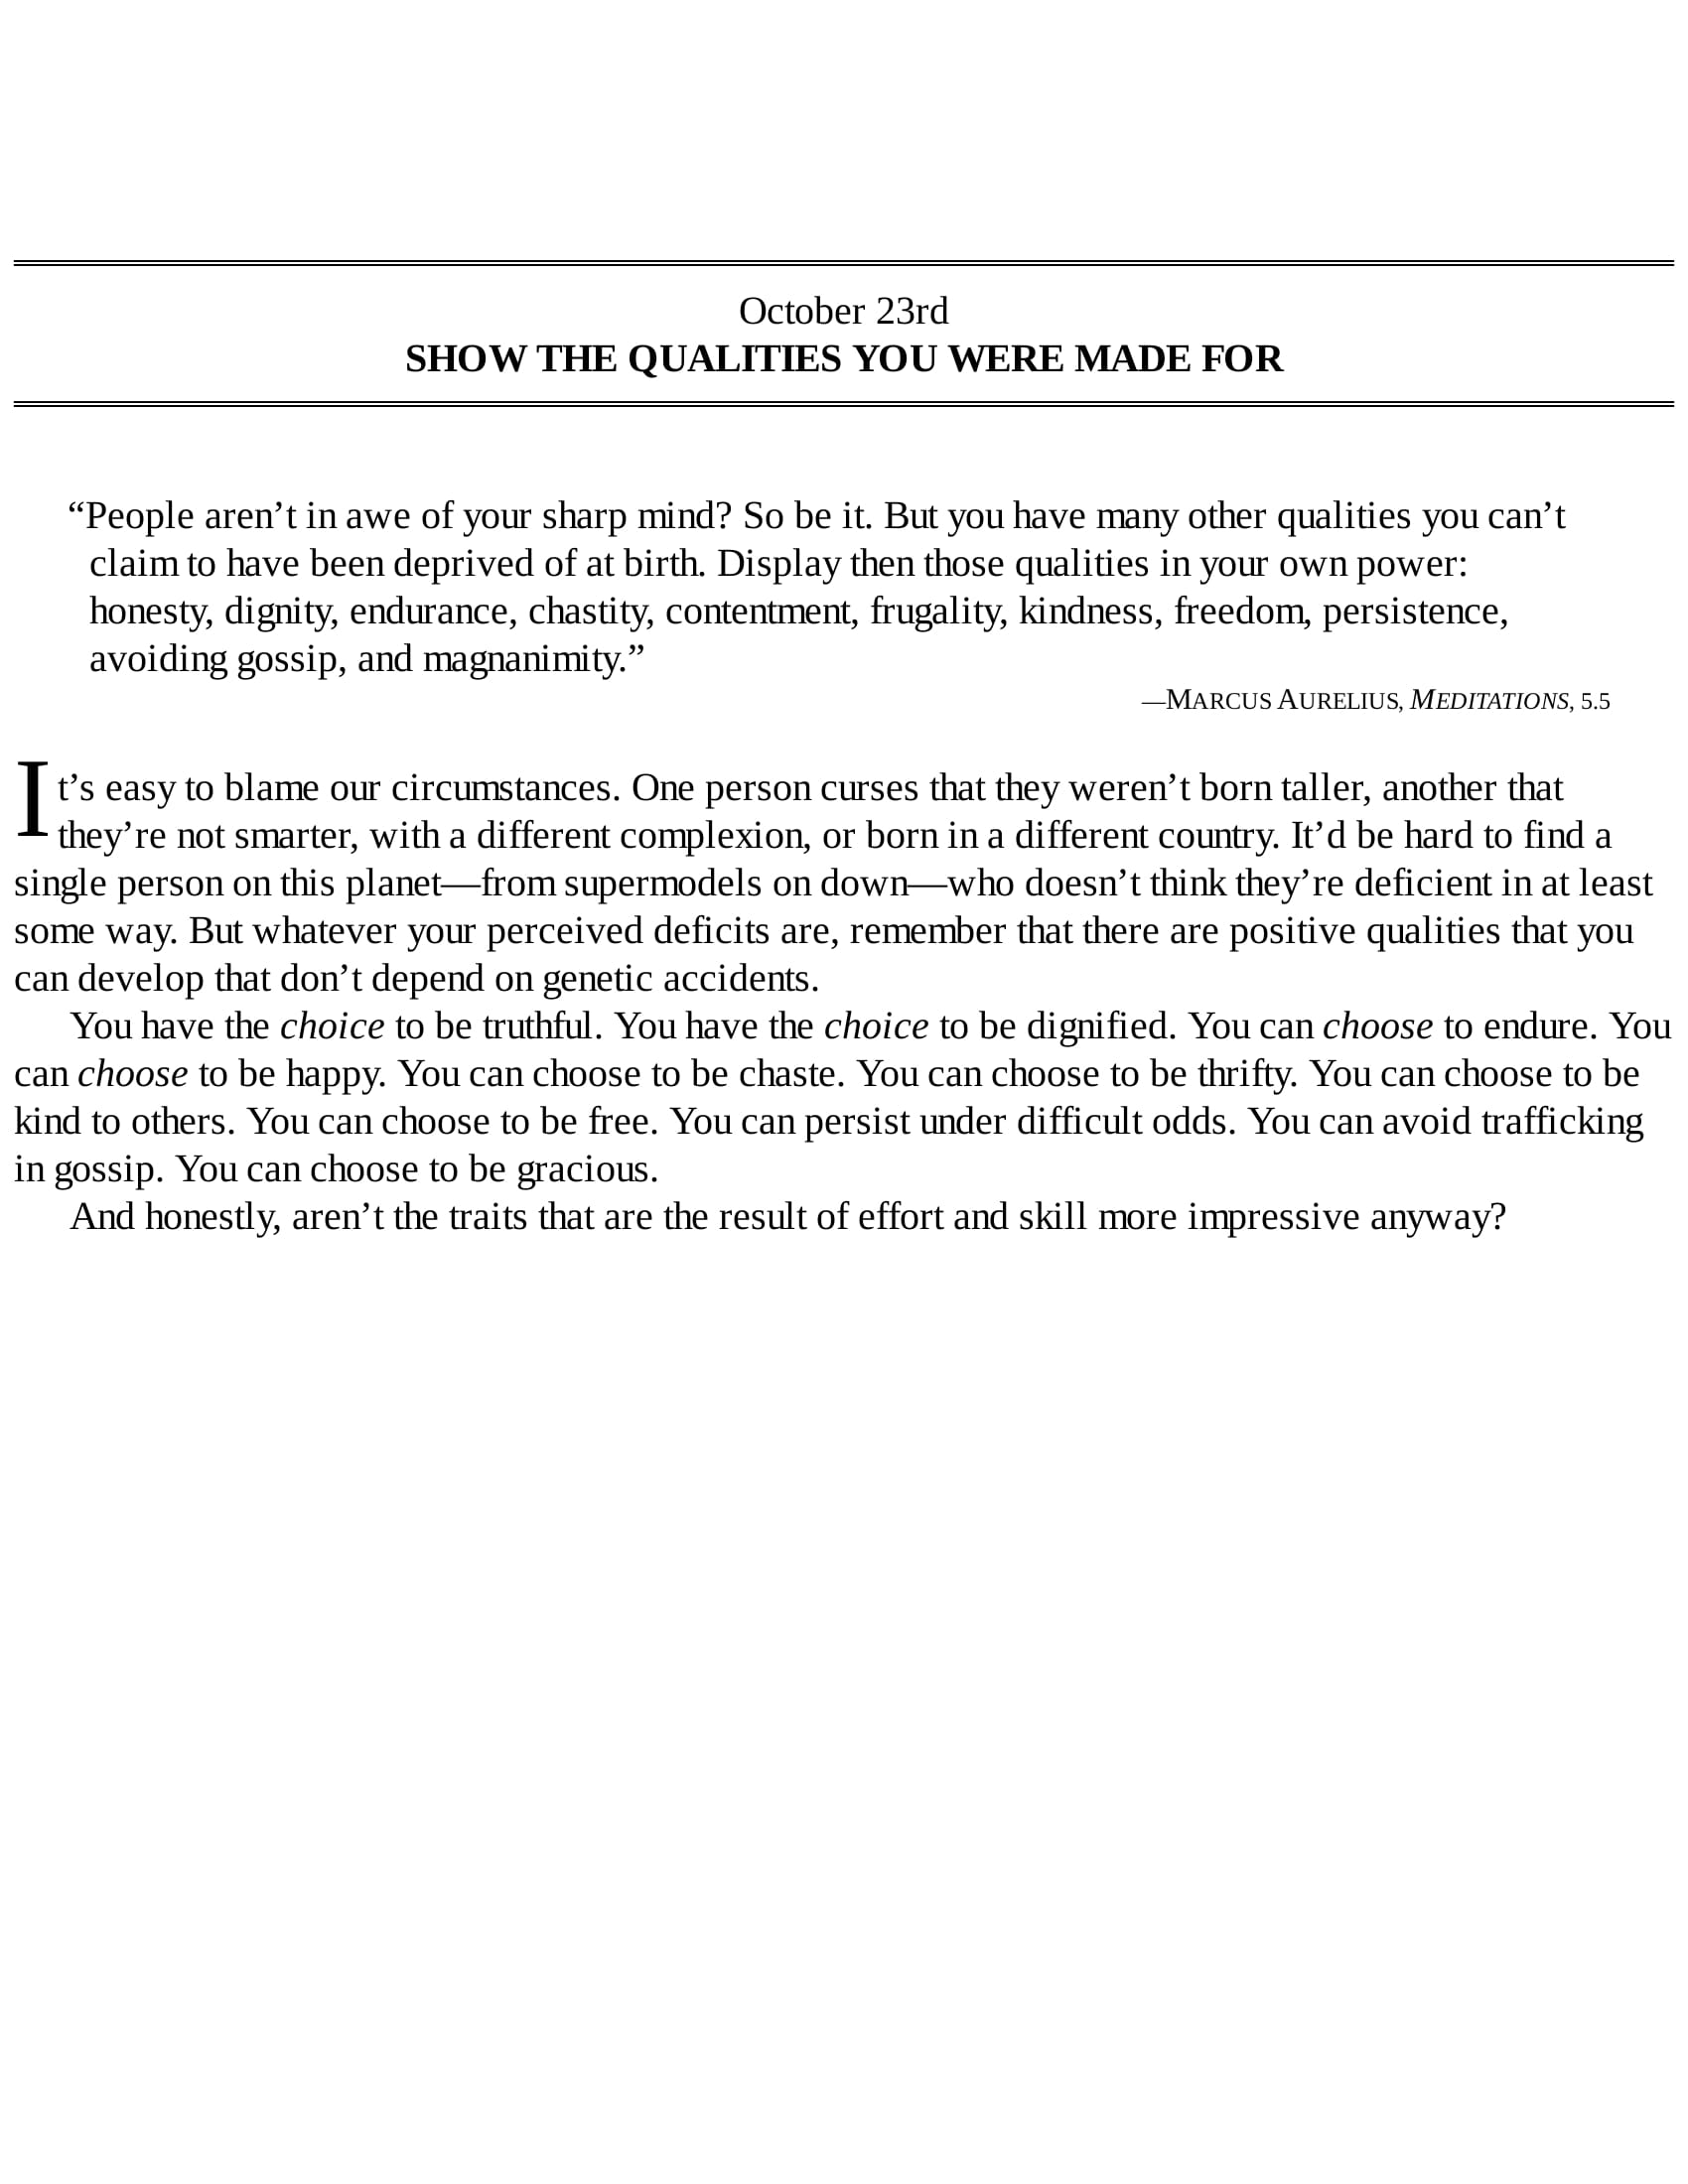 October 23rd
SHOW THE QUALITIES YOU WERE MADE FOR
“People aren’t in awe of your sharp mind? So be it. But you have many other qualities you can’t
claim to have been deprived of at birth. Display then those qualities in your own power:
honesty, dignity, endurance, chastity, contentment, frugality, kindness, freedom, persistence,
avoiding gossip, and magnanimity.”
—MARCUS AURELIUS, MEDITATIONS, 5.5
It’s easy to blame our circumstances. One person curses that they weren’t born taller, another that
they’re not smarter, with a different complexion, or born in a different country. It’d be hard to find a
single person on this planet—from supermodels on down—who doesn’t think they’re deficient in at least
some way. But whatever your perceived deficits are, remember that there are positive qualities that you
can develop that don’t depend on genetic accidents.
You have the choice to be truthful. You have the choice to be dignified. You can choose to endure. You
can choose to be happy. You can choose to be chaste. You can choose to be thrifty. You can choose to be
kind to others. You can choose to be free. You can persist under difficult odds. You can avoid trafficking
in gossip. You can choose to be gracious.
And honestly, aren’t the traits that are the result of effort and skill more impressive anyway?